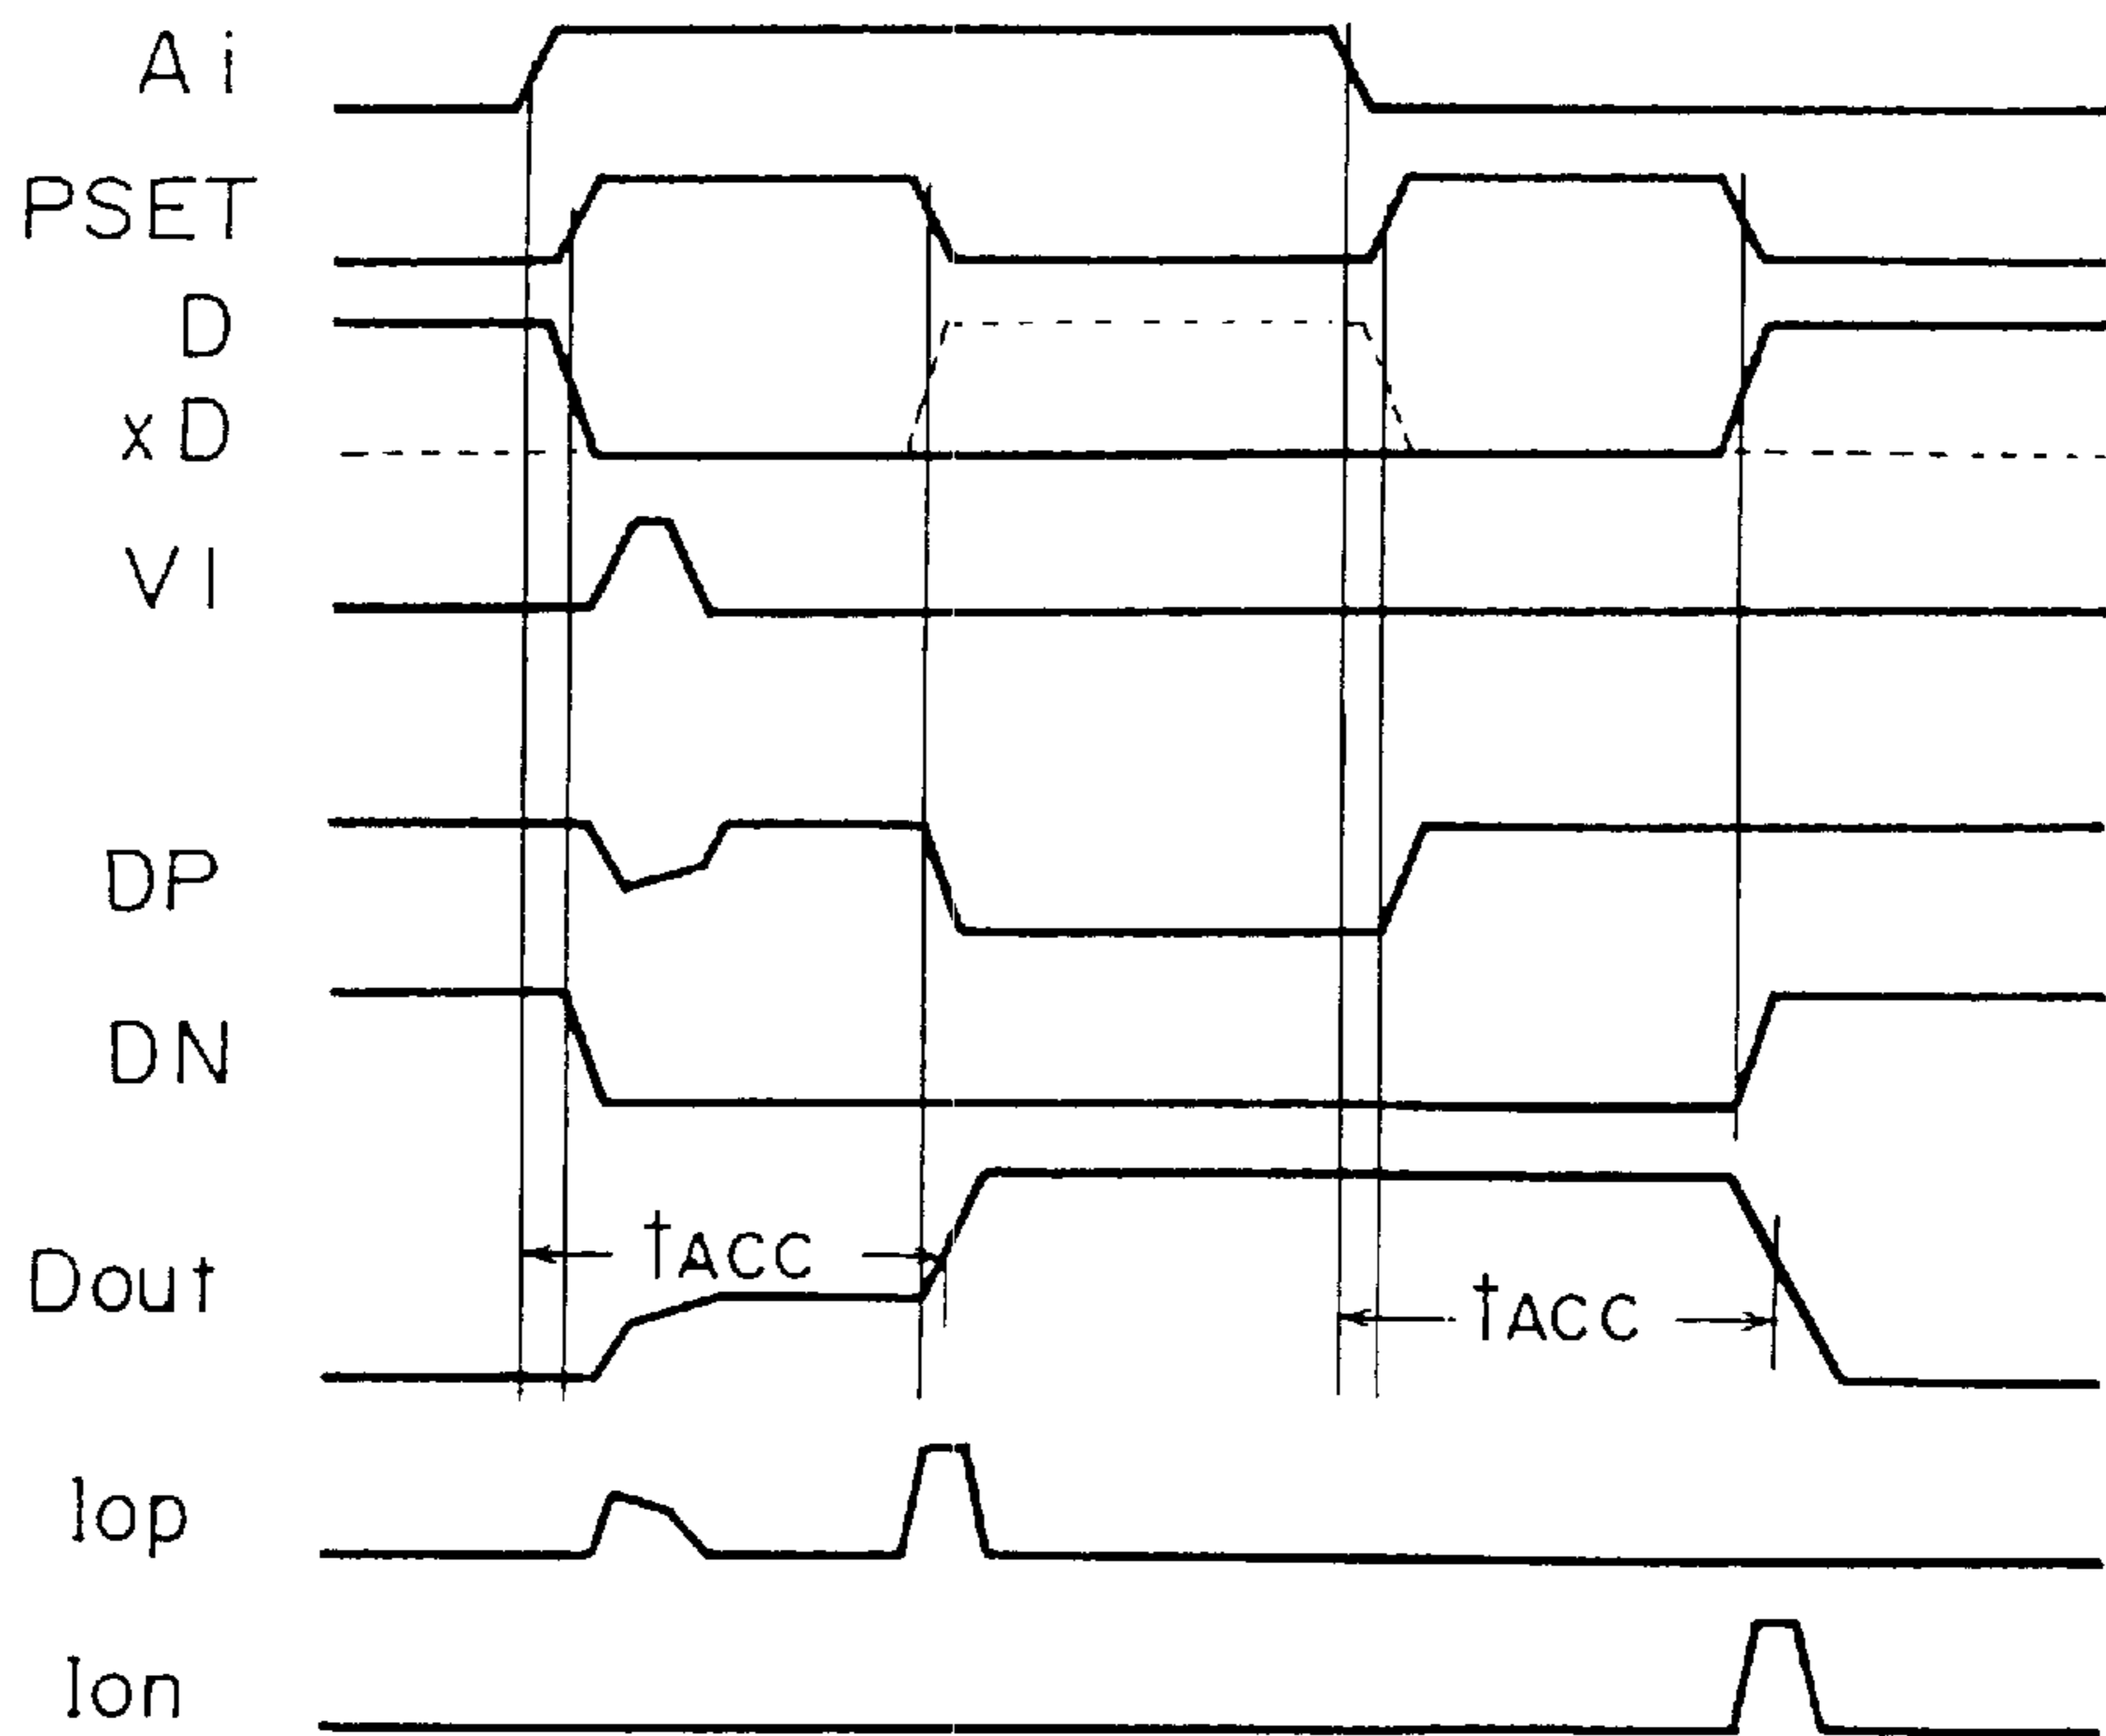 Ai
PSET
D
xD
VI
DP
DN
Dout
tACC
tACC
Iop
Ion